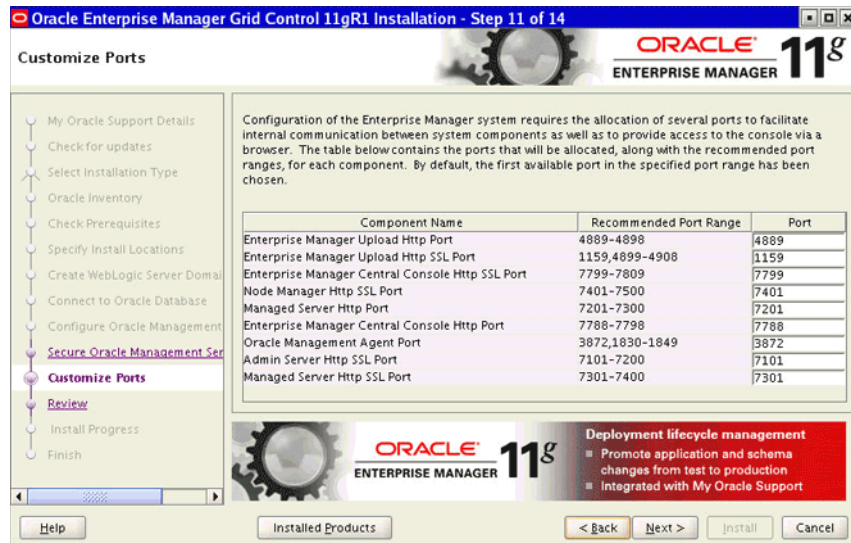 Oracle Enterprise Manager Grid Control 11gR1 Installation - Step 11 of 14
Customize Ports
ORACLE
ENTERPRISE MANAGER 11g
My Oracle Support Details
Check for updates
Select Installation Type
Oracle Inventory
Check Prerequisites
Specify Install Locations
Create WebLogic Server Domai
Connect to Oracle Database
Configure Oracle Management
Secure Oracle Management Ser
Customize Ports
Review
Install Progress
Finish
Configuration of the Enterprise Manager system requires the allocation of several ports to facilitate
internal communication between system components as well as to provide access to the console via a
browser. The table below contains the ports that will be allocated, along with the recommended port
ranges, for each component. By default, the first available port in the specified port range has been
chosen.
Component Name Recommended Port Range Port
Enterprise Manager Upload Http Port 4889-4898 4889
Enterprise Manager Upload Http SSL Port 1159,4899-4908 1159
Enterprise Manager Central Console Http SSL Port 7799-7809 7799
Node Manager Http SSL Port 7401-7500 7401
Managed Server Http Port 7201-7300 7201
Enterprise Manager Central Console Http Port 7788-7798 7788
Oracle Management Agent Port 3872,1830-1849 3872
Admin Server Http SSL Port 7101-7200 7101
Managed Server Http SSL Port 7301-7400 7301
ORACLE
ENTERPRISE MANAGER 11g
Deployment lifecycle management
Promote application and schema
changes from test to production
Integrated with My Oracle Support
Help Installed Products < Back Next > Install Cancel